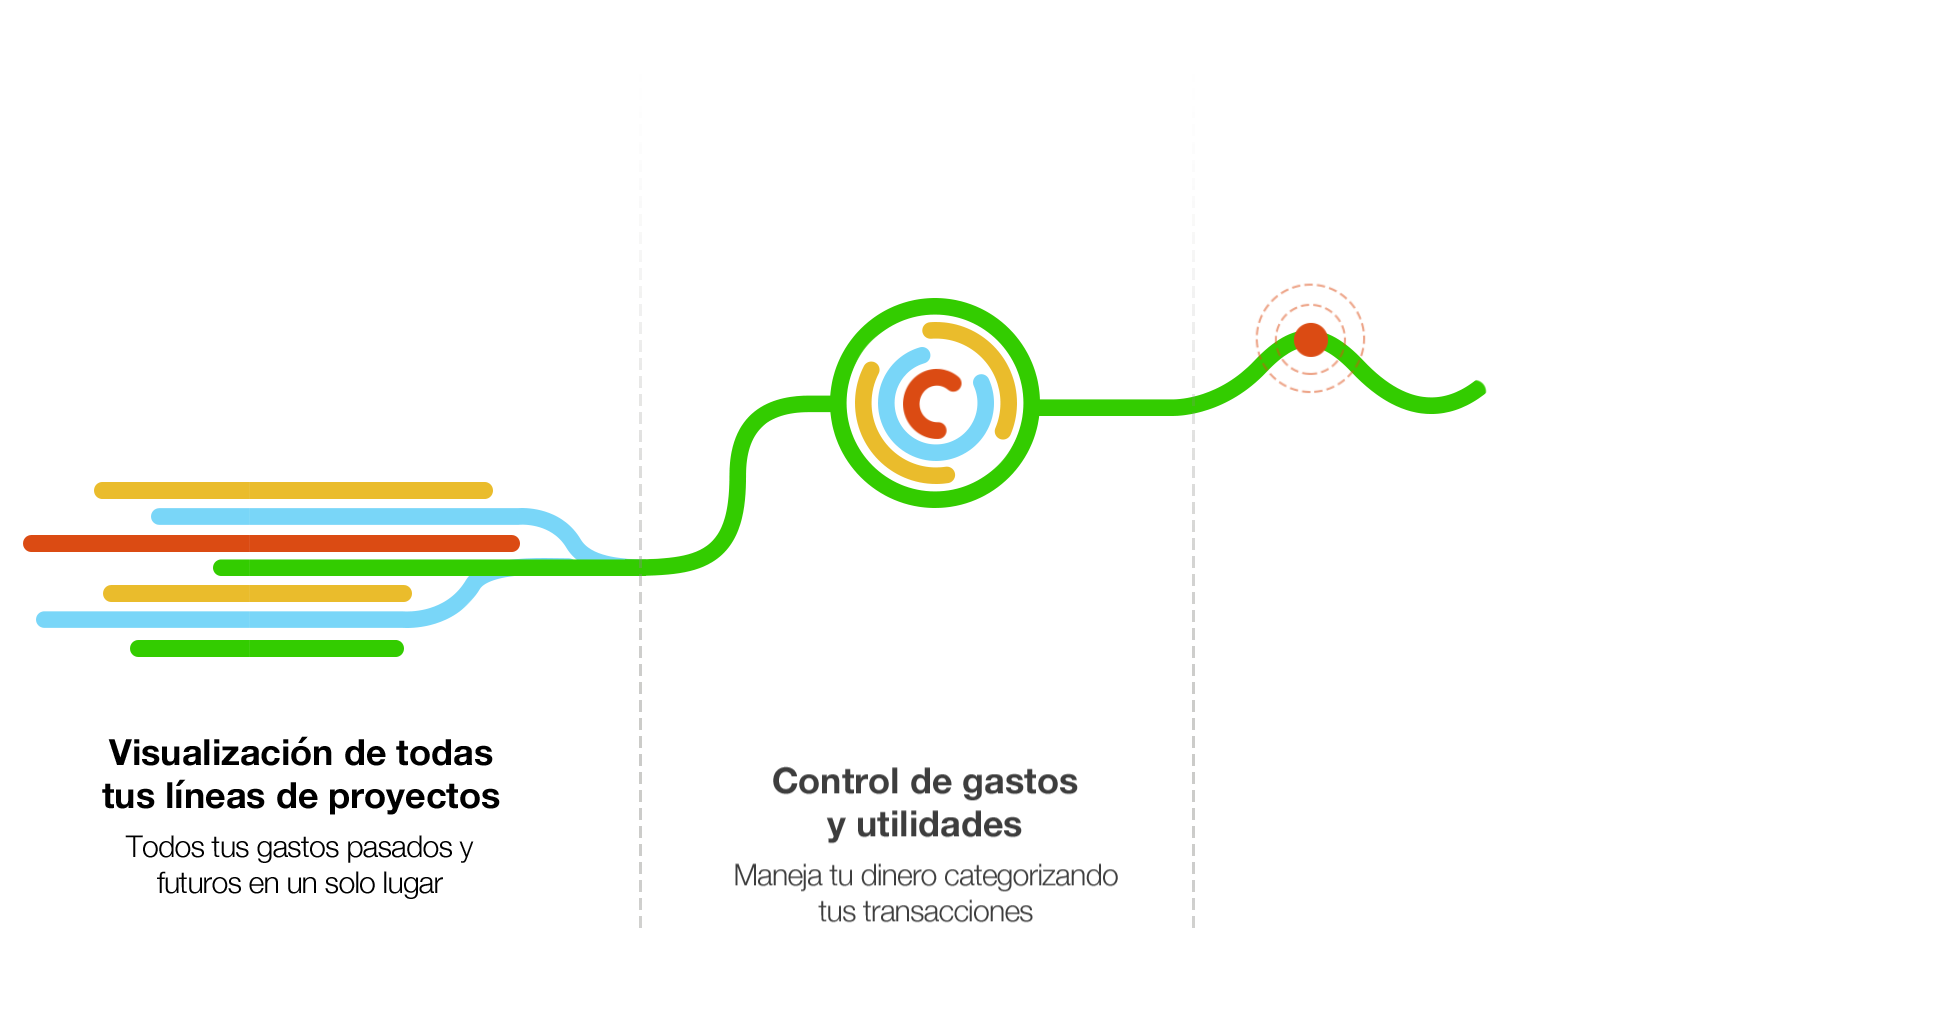 Visualización de todas
tus líneas de proyectos
Todos tus gastos pasados y
futuros en un solo lugar
Control de gastos
y utilidades
Maneja tu dinero categorizando
tus transacciones